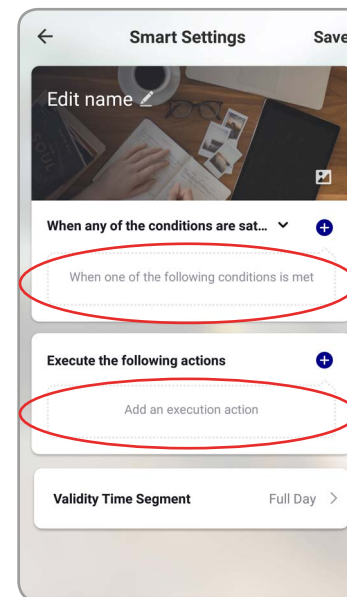 Smart Settings
Save
Edit name
When any of the conditions are sat...
When one of the following conditions is met
Execute the following actions
Add an execution action
Validity Time Segment
Full Day